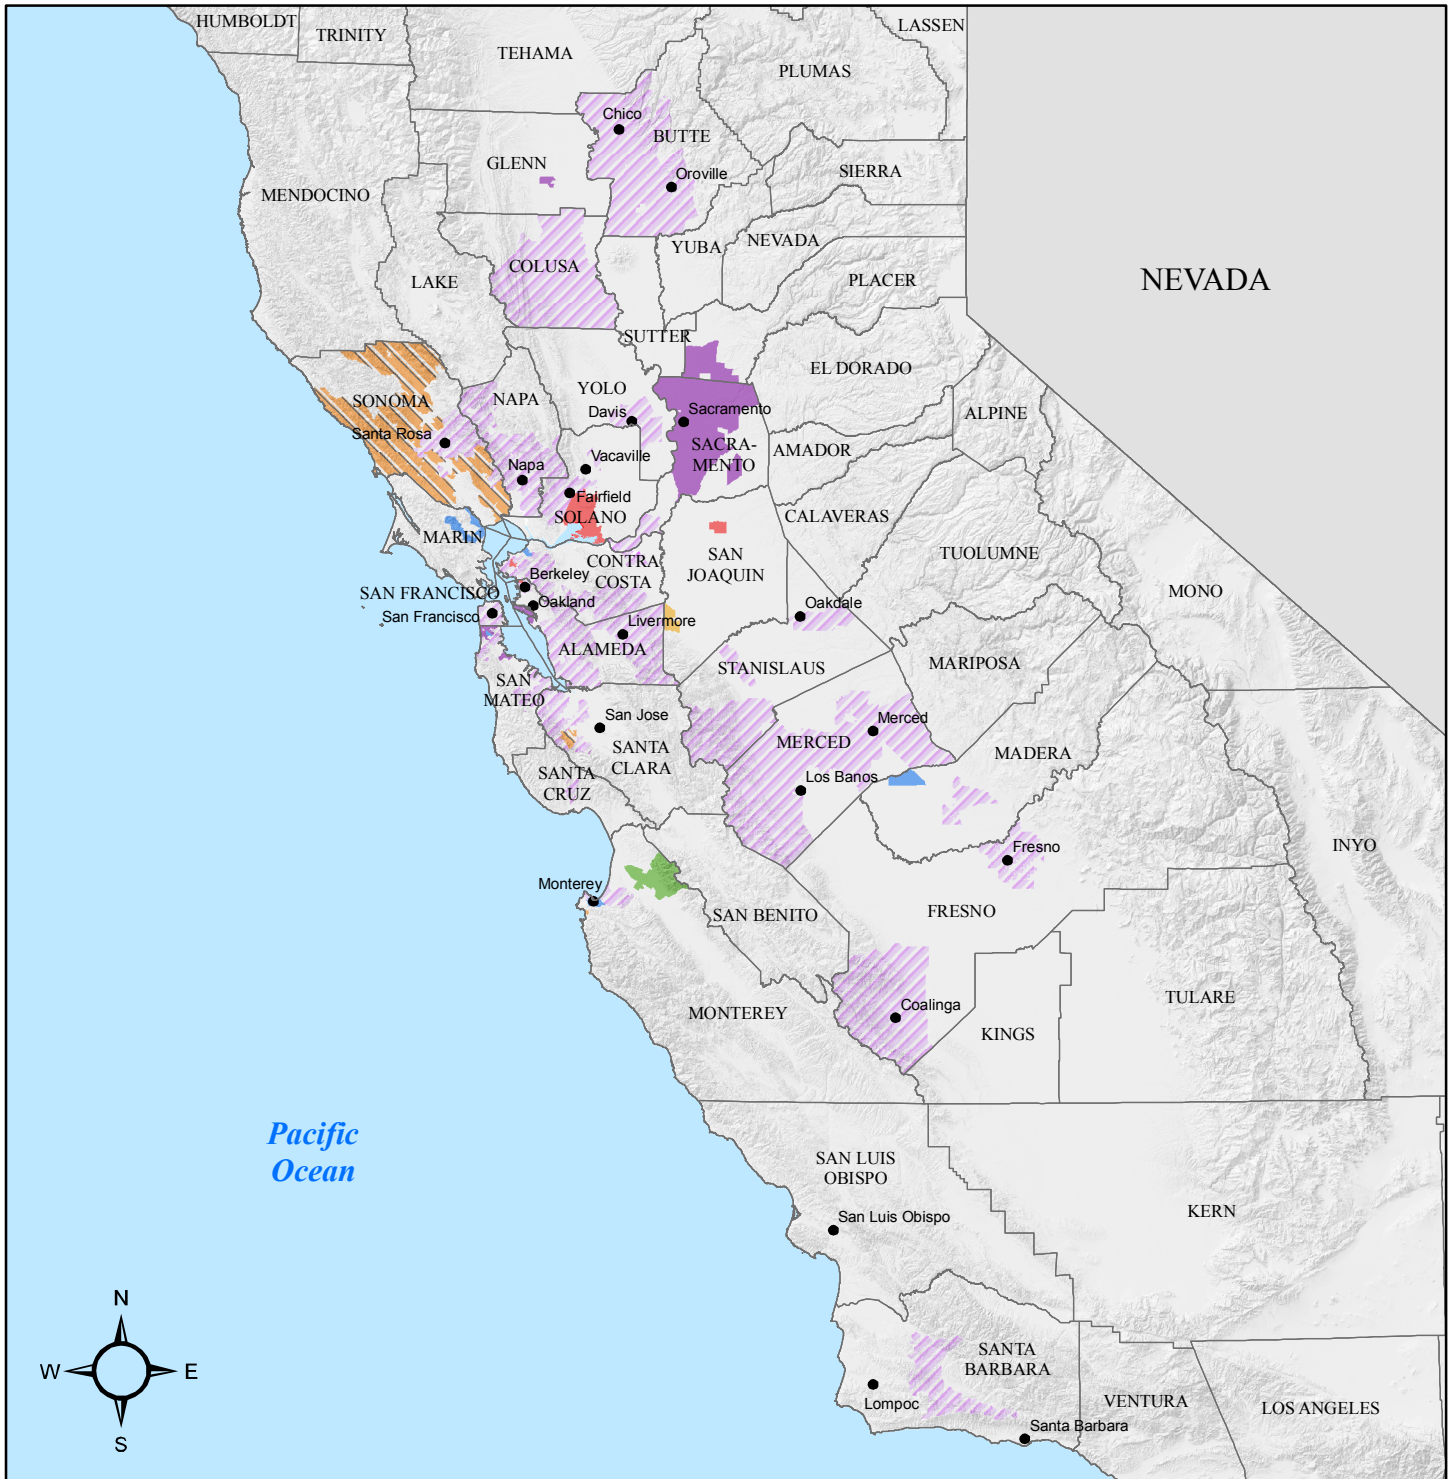 HUMBOLDT
TRINITY
LASSEN
TEHAMA
PLUMAS
Chico
BUTTE
GLENN
SIERRA
Oroville
MENDOCINO
NEVADA
YUBA
COLUSA
LAKE
PLACER
NEVADA
SUTTER
EL DORADO
YOLO
NAPA
SONOMA
Davis
Sacramento
ALPINE
Santa Rosa
SACRA-
MENTO
AMADOR
Vacaville
Napa
Fairfield
SOLANO
CALAVERAS
MARIN
SAN
JOAQUIN
TUOLUMNE
CONTRA
COSTA
Berkeley
MONO
SAN FRANCISCO
Oakland
Oakdale
San Francisco
Livermore
ALAMEDA
MARIPOSA
STANISLAUS
SAN
MATEO
San Jose
Merced
MERCED
MADERA
SANTA
CLARA
SANTA
CRUZ
Los Banos
INYO
Fresno
Monterey
FRESNO
SAN BENITO
TULARE
Coalinga
MONTEREY
KINGS
Pacific
Ocean
SAN LUIS
OBISPO
KERN
San Luis Obispo
N
W
E
S
SANTA
BARBARA
Lompoc
VENTURA
LOS ANGELES
Santa Barbara